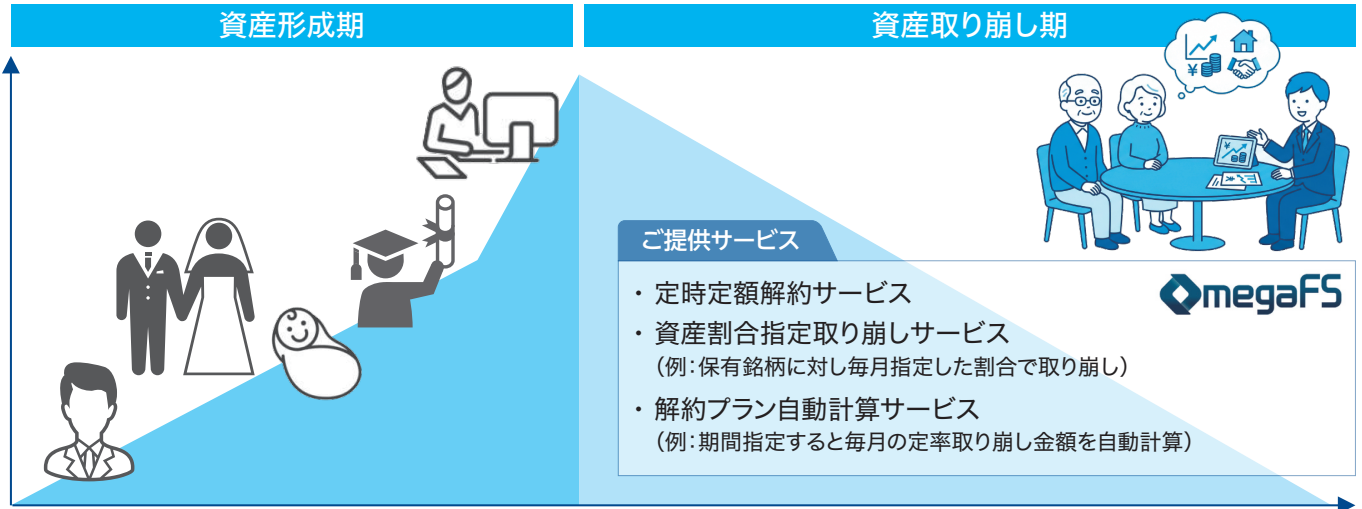 資産形成期
資産取り崩し期
¥
¥
¥
ご提供サービス
OmegaFS
・ 定時定額解約サービス
・ 資産割合指定取り崩しサービス
(例:保有銘柄に対し毎月指定した割合で取り崩し)
・ 解約プラン自動計算サービス
(例:期間指定すると毎月の定率取り崩し金額を自動計算)